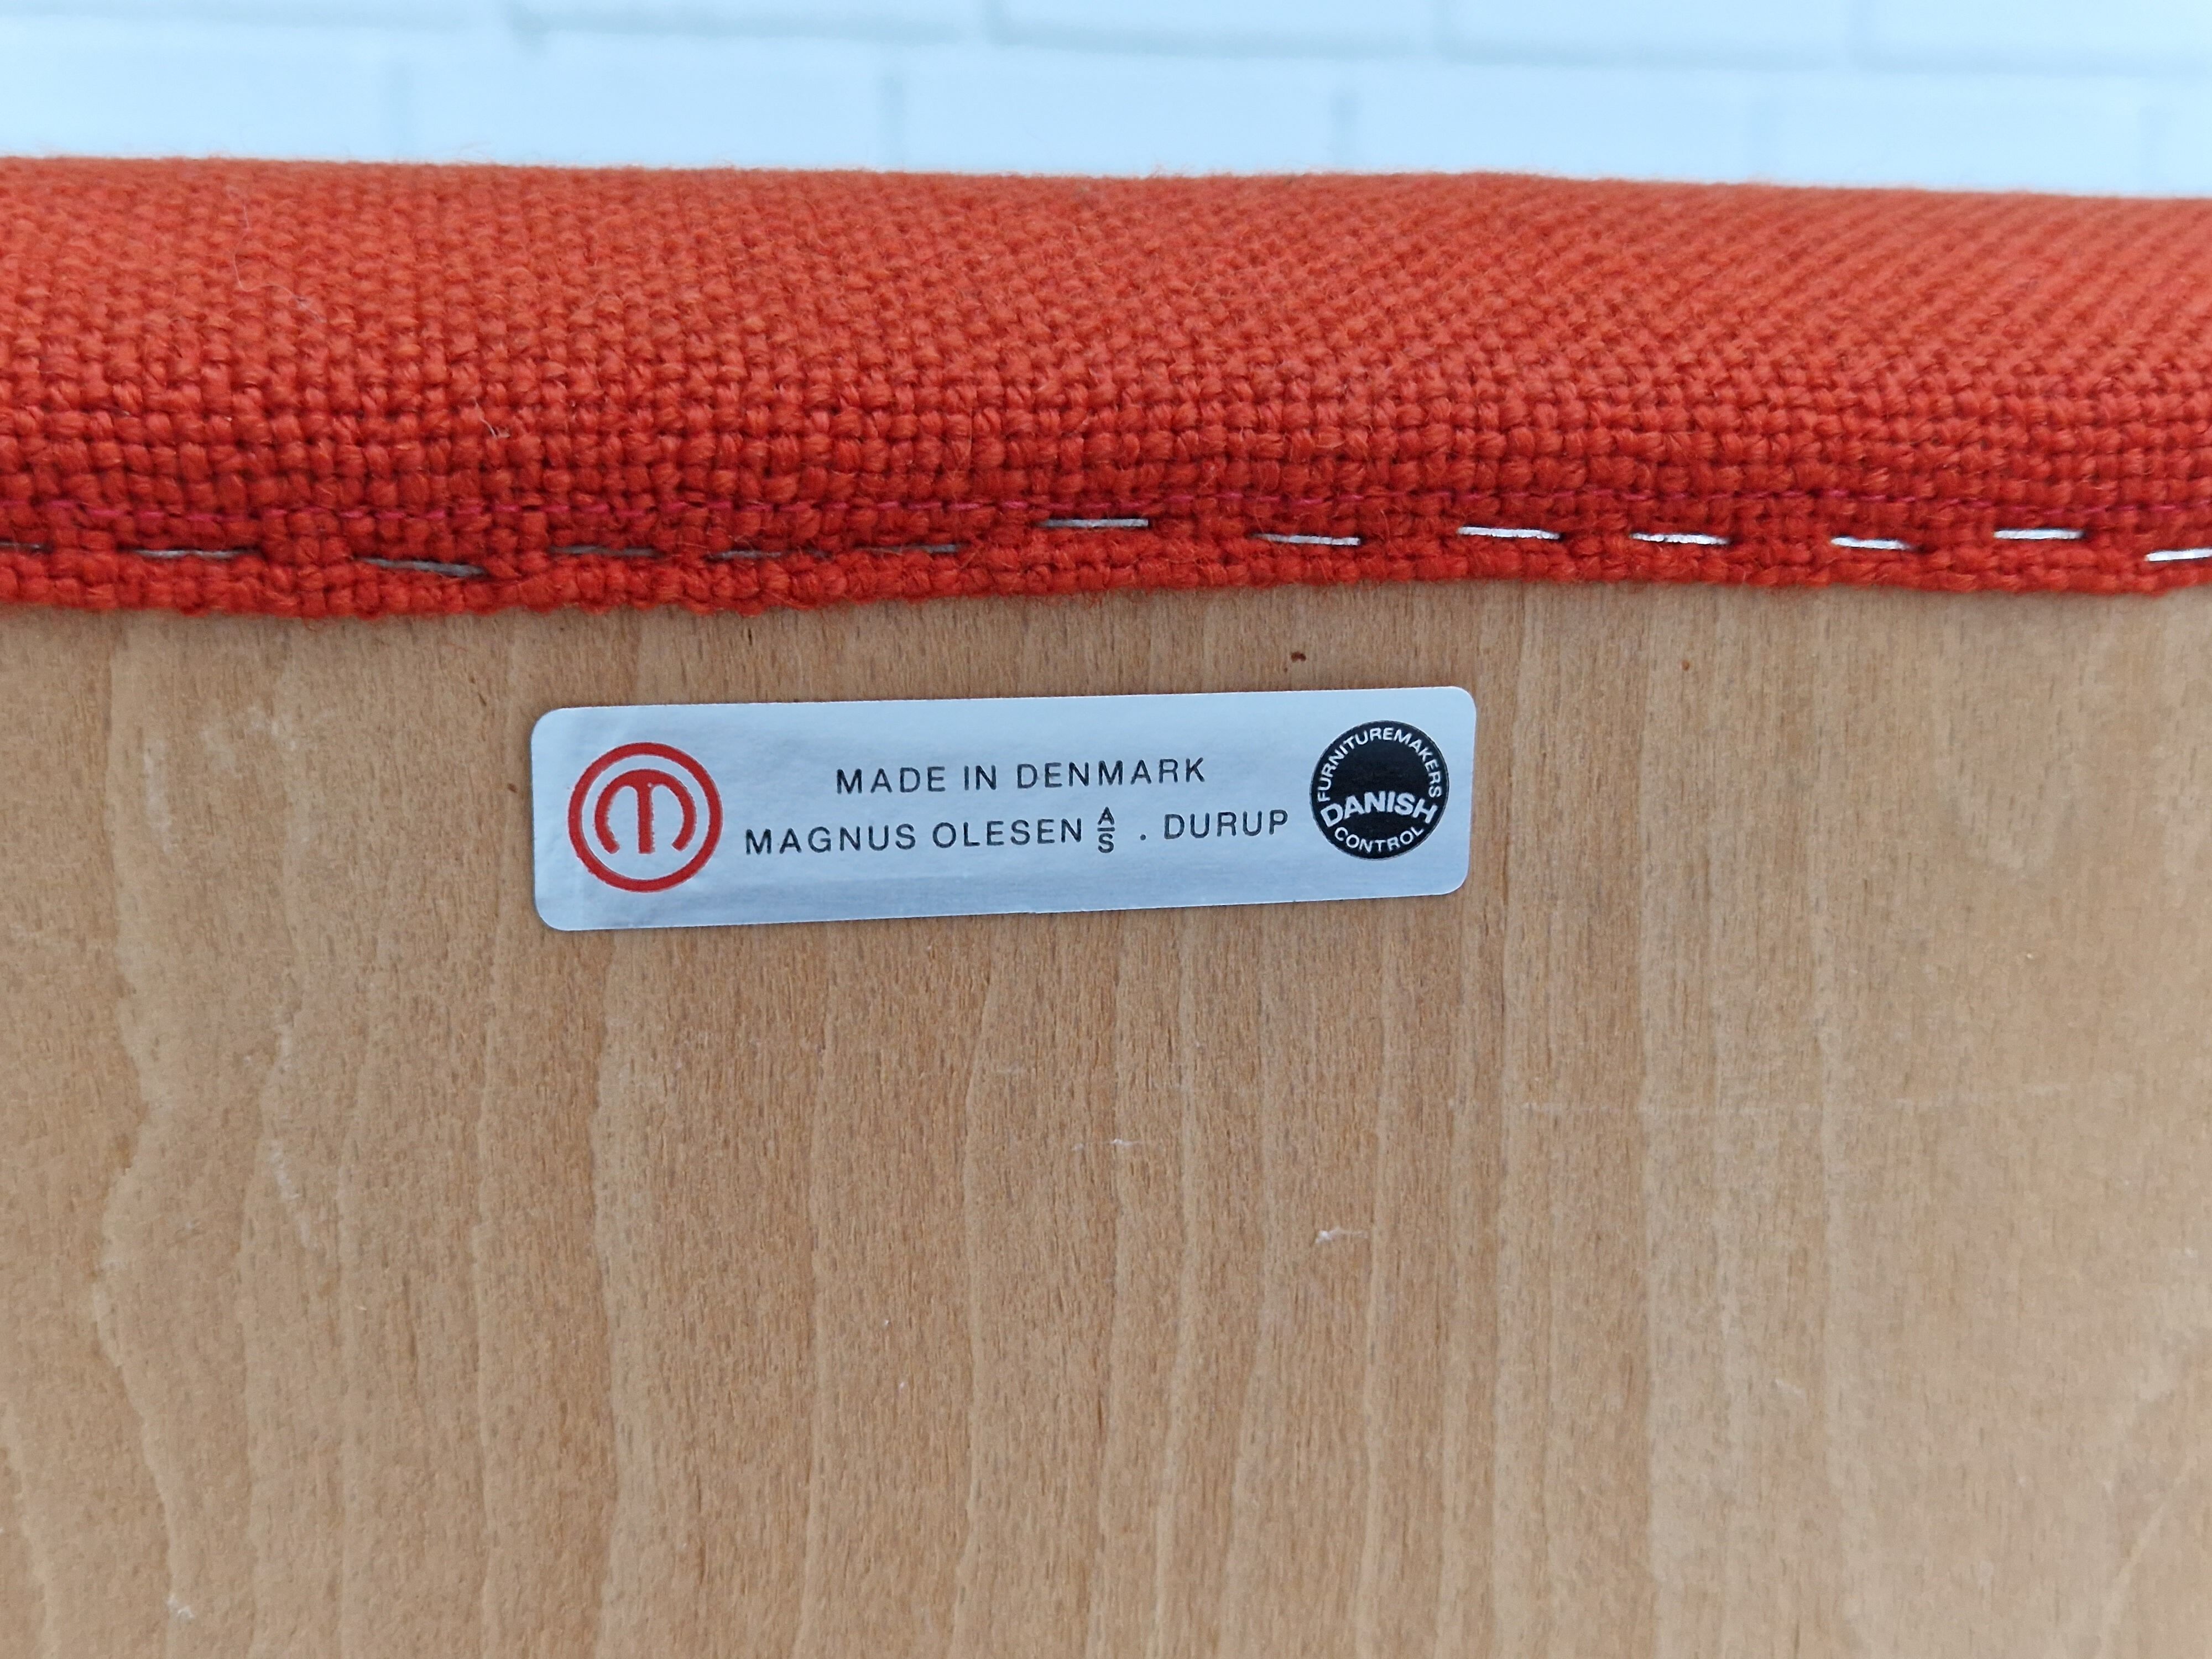 MADE IN DENMARK
MAGNUS OLESEN A/S . DURUP
FURNITUREMAKERS
DANISH
CONTROL